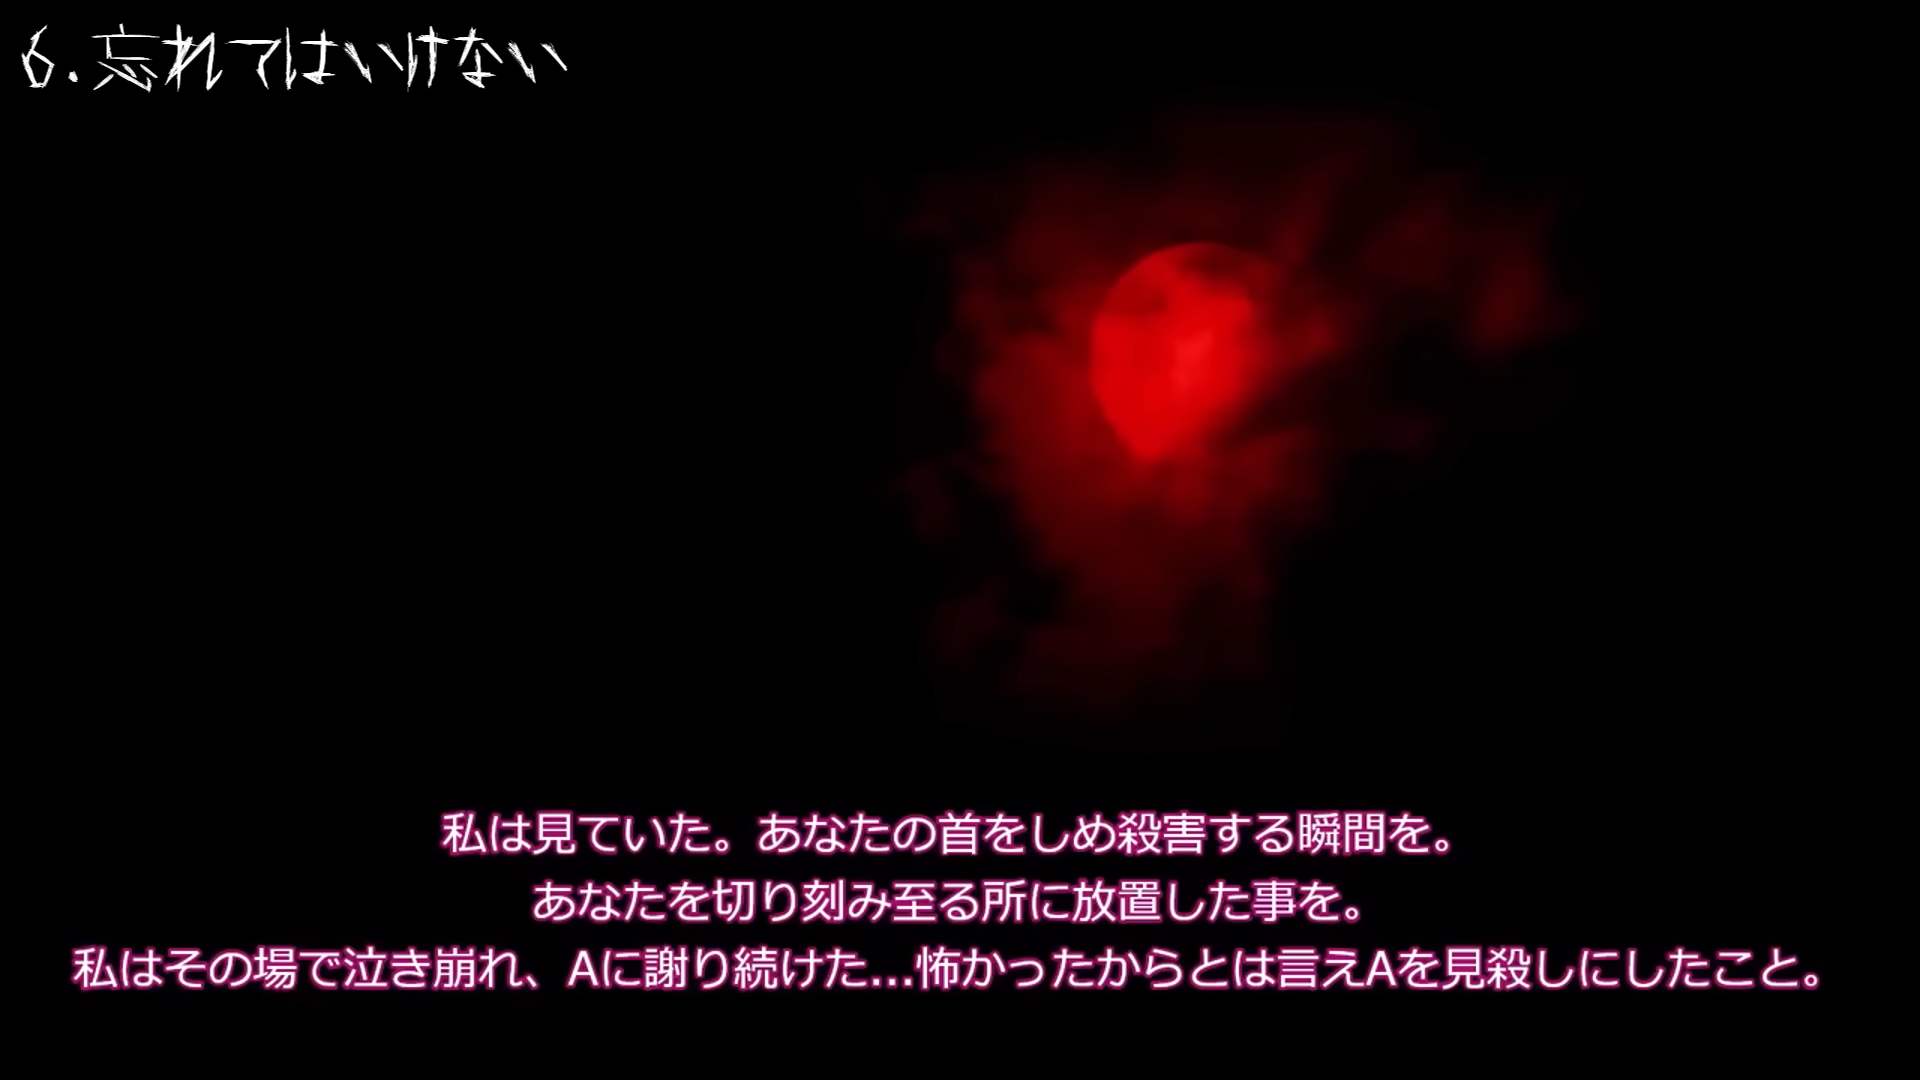 6.忘れてはいけない
私は見ていた。あなたの首をしめ殺害する瞬間を。
あなたを切り刻み至る所に放置した事を。
私はその場で泣き崩れ、Aに謝り続けた...怖かったからとは言えAを見殺しにしたこと。